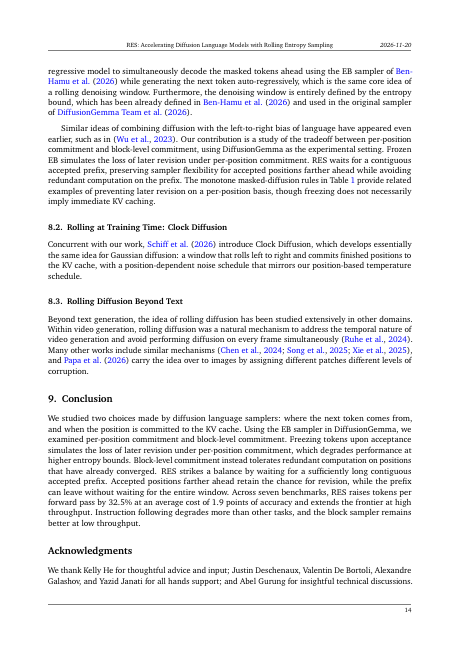 RES: Accelerating Diffusion Language Models with Rolling Entropy Sampling 2026-11-20
regressive model to simultaneously decode the masked tokens ahead using the EB sampler of Ben-
Hamu et al. (2026) while generating the next token auto-regressively, which is the same core idea of
a rolling denoising window. Furthermore, the denoising window is entirely defined by the entropy
bound, which has been already defined in Ben-Hamu et al. (2026) and used in the original sampler
of DiffusionGemma Team et al. (2026).
Similar ideas of combining diffusion with the left-to-right bias of language have appeared even
earlier, such as in (Wu et al., 2023). Our contribution is a study of the tradeoff between per-position
commitment and block-level commitment, using DiffusionGemma as the experimental setting. Frozen
EB simulates the loss of later revision under per-position commitment. RES waits for a contiguous
accepted prefix, preserving sampler flexibility for accepted positions farther ahead while avoiding
redundant computation on the prefix. The monotone masked-diffusion rules in Table 1 provide related
examples of preventing later revision on a per-position basis, though freezing does not necessarily
imply immediate KV caching.
8.2. Rolling at Training Time: Clock Diffusion
Concurrent with our work, Schiff et al. (2026) introduce Clock Diffusion, which develops essentially
the same idea for Gaussian diffusion: a window that rolls left to right and commits finished positions to
the KV cache, with a position-dependent noise schedule that mirrors our position-based temperature
schedule.
8.3. Rolling Diffusion Beyond Text
Beyond text generation, the idea of rolling diffusion has been studied extensively in other domains.
Within video generation, rolling diffusion was a natural mechanism to address the temporal nature of
video generation and avoid performing diffusion on every frame simultaneously (Ruhe et al., 2024).
Many other works include similar mechanisms (Chen et al., 2024; Song et al., 2025; Xie et al., 2025),
and Papa et al. (2026) carry the idea over to images by assigning different patches different levels of
corruption.
9. Conclusion
We studied two choices made by diffusion language samplers: where the next token comes from,
and when the position is committed to the KV cache. Using the EB sampler in DiffusionGemma, we
examined per-position commitment and block-level commitment. Freezing tokens upon acceptance
simulates the loss of later revision under per-position commitment, which degrades performance at
higher entropy bounds. Block-level commitment instead tolerates redundant computation on positions
that have already converged. RES strikes a balance by waiting for a sufficiently long contiguous
accepted prefix. Accepted positions farther ahead retain the chance for revision, while the prefix
can leave without waiting for the entire window. Across seven benchmarks, RES raises tokens per
forward pass by 32.5% at an average cost of 1.9 points of accuracy and extends the frontier at high
throughput. Instruction following degrades more than other tasks, and the block sampler remains
better at low throughput.
Acknowledgments
We thank Kelly He for thoughtful advice and input; Justin Deschenaux, Valentin De Bortoli, Alexandre
Galashov, and Yazid Janati for all hands support; and Abel Gurung for insightful technical discussions.
14